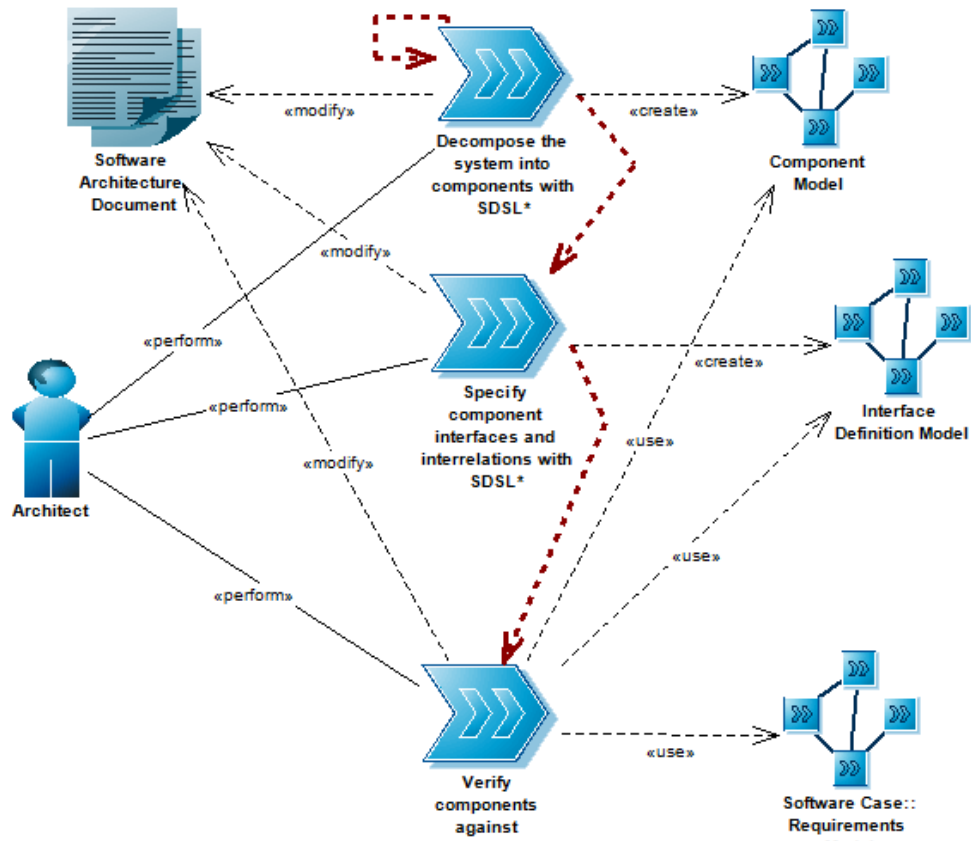 «modify»
«create»
Software
Architecture
Document
Decompose the
system into
components with
SDSL*
Component
Model
«modify»
«perform»
«create»
«perform»
Specify
component
interfaces and
interrelations with
SDSL*
Interface
Definition Model
«use»
«modify»
Architect
«use»
«perform»
«use»
Verify
components
against
Software Case::
Requirements